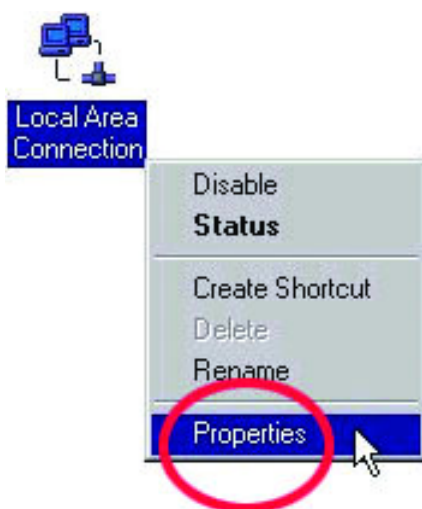 Local Area
Connection
Disable
Status
Create Shortcut
Delete
Rename
Properties